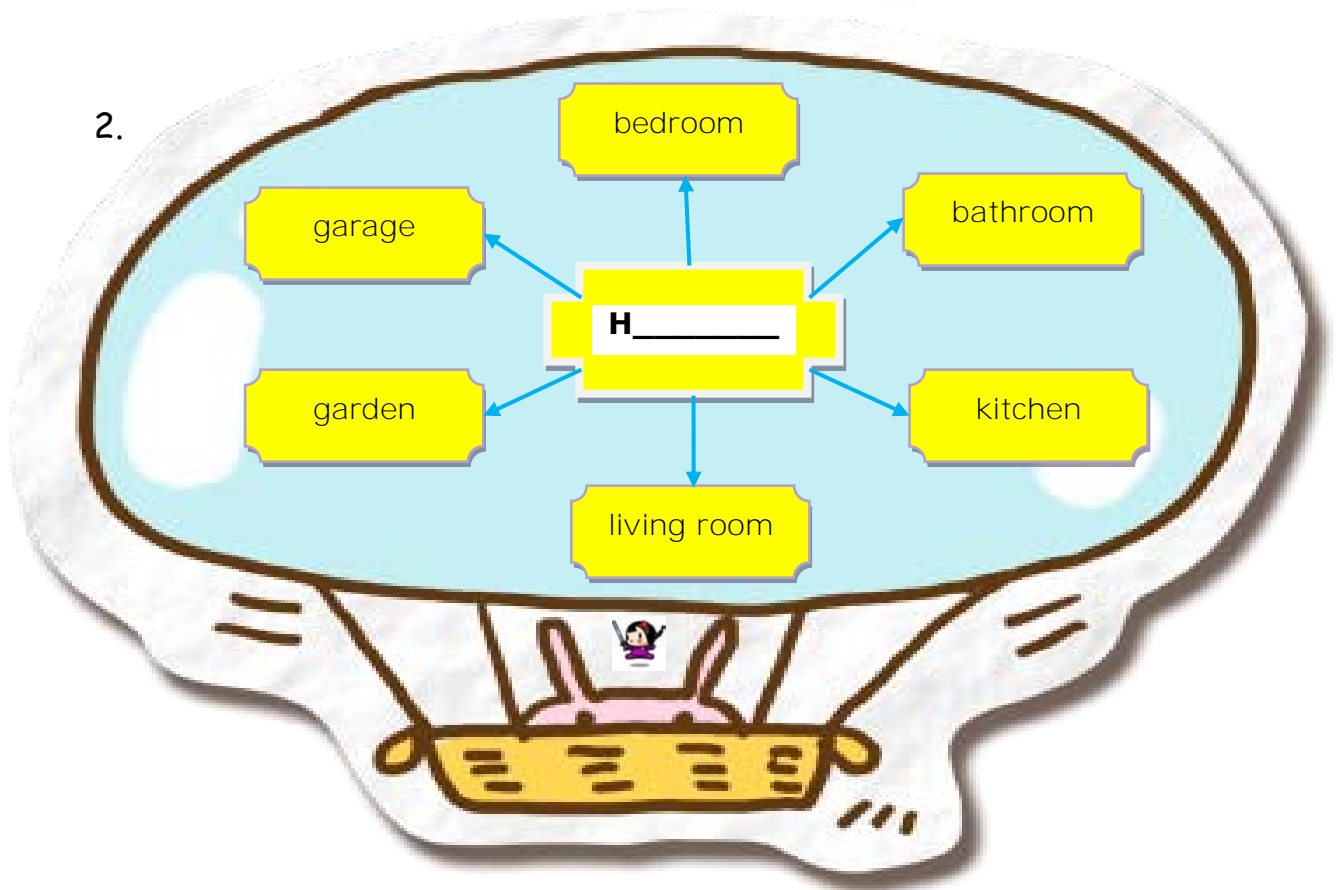 2.
bedroom
garage
bathroom
H________
garden
kitchen
living room